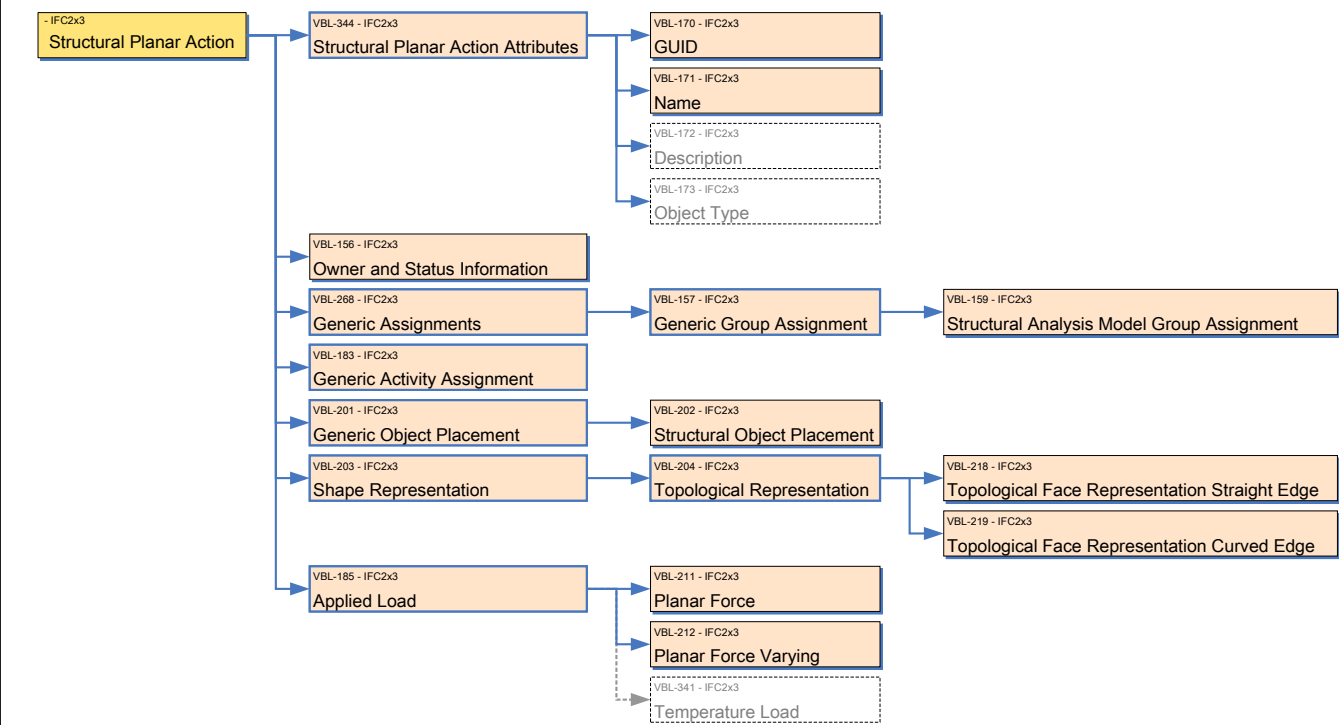 - IFC2x3
Structural Planar Action
VBL-344 - IFC2x3
Structural Planar Action Attributes
VBL-170 - IFC2x3
GUID
VBL-171 - IFC2x3
Name
VBL-172 - IFC2x3
Description
VBL-173 - IFC2x3
Object Type
VBL-156 - IFC2x3
Owner and Status Information
VBL-268 - IFC2x3
Generic Assignments
VBL-157 - IFC2x3
Generic Group Assignment
VBL-159 - IFC2x3
Structural Analysis Model Group Assignment
VBL-183 - IFC2x3
Generic Activity Assignment
VBL-201 - IFC2x3
Generic Object Placement
VBL-202 - IFC2x3
Structural Object Placement
VBL-203 - IFC2x3
Shape Representation
VBL-204 - IFC2x3
Topological Representation
VBL-218 - IFC2x3
Topological Face Representation Straight Edge
VBL-219 - IFC2x3
Topological Face Representation Curved Edge
VBL-185 - IFC2x3
Applied Load
VBL-211 - IFC2x3
Planar Force
VBL-212 - IFC2x3
Planar Force Varying
VBL-341 - IFC2x3
Temperature Load